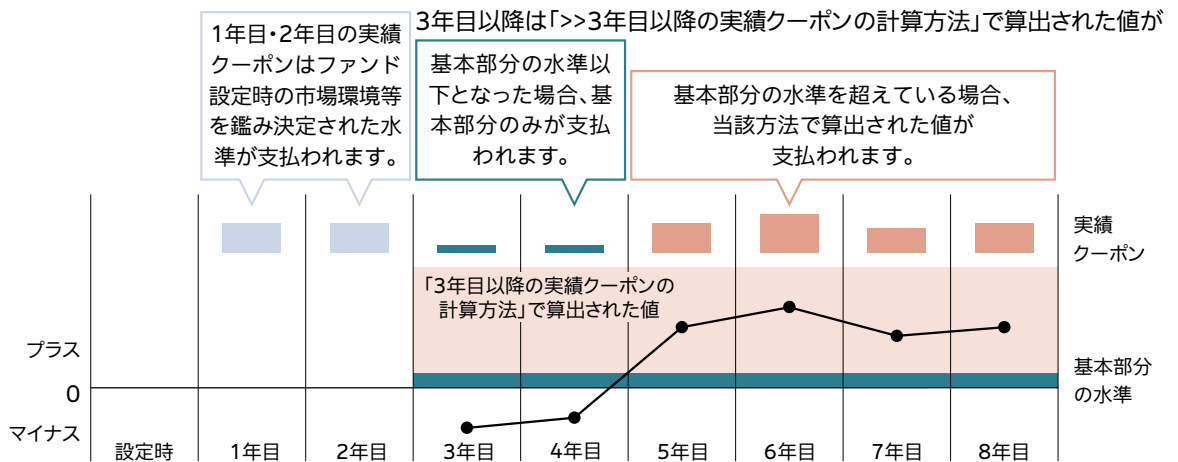 3年目以降は「>>3年目以降の実績クーポンの計算方法」で算出された値が
1年目・2年目の実績
クーポンはファンド
設定時の市場環境等
を鑑み決定された水
準が支払われます。
基本部分の水準以
下となった場合、基
本部分のみが支払
われます。
基本部分の水準を超えている場合、
当該方法で算出された値が
支払われます。
実績
クーポン
「3年目以降の実績クーポンの
計算方法」で算出された値
プラス
0
マイナス
基本部分
の水準
設定時 1年目 2年目 3年目 4年目 5年目 6年目 7年目 8年目